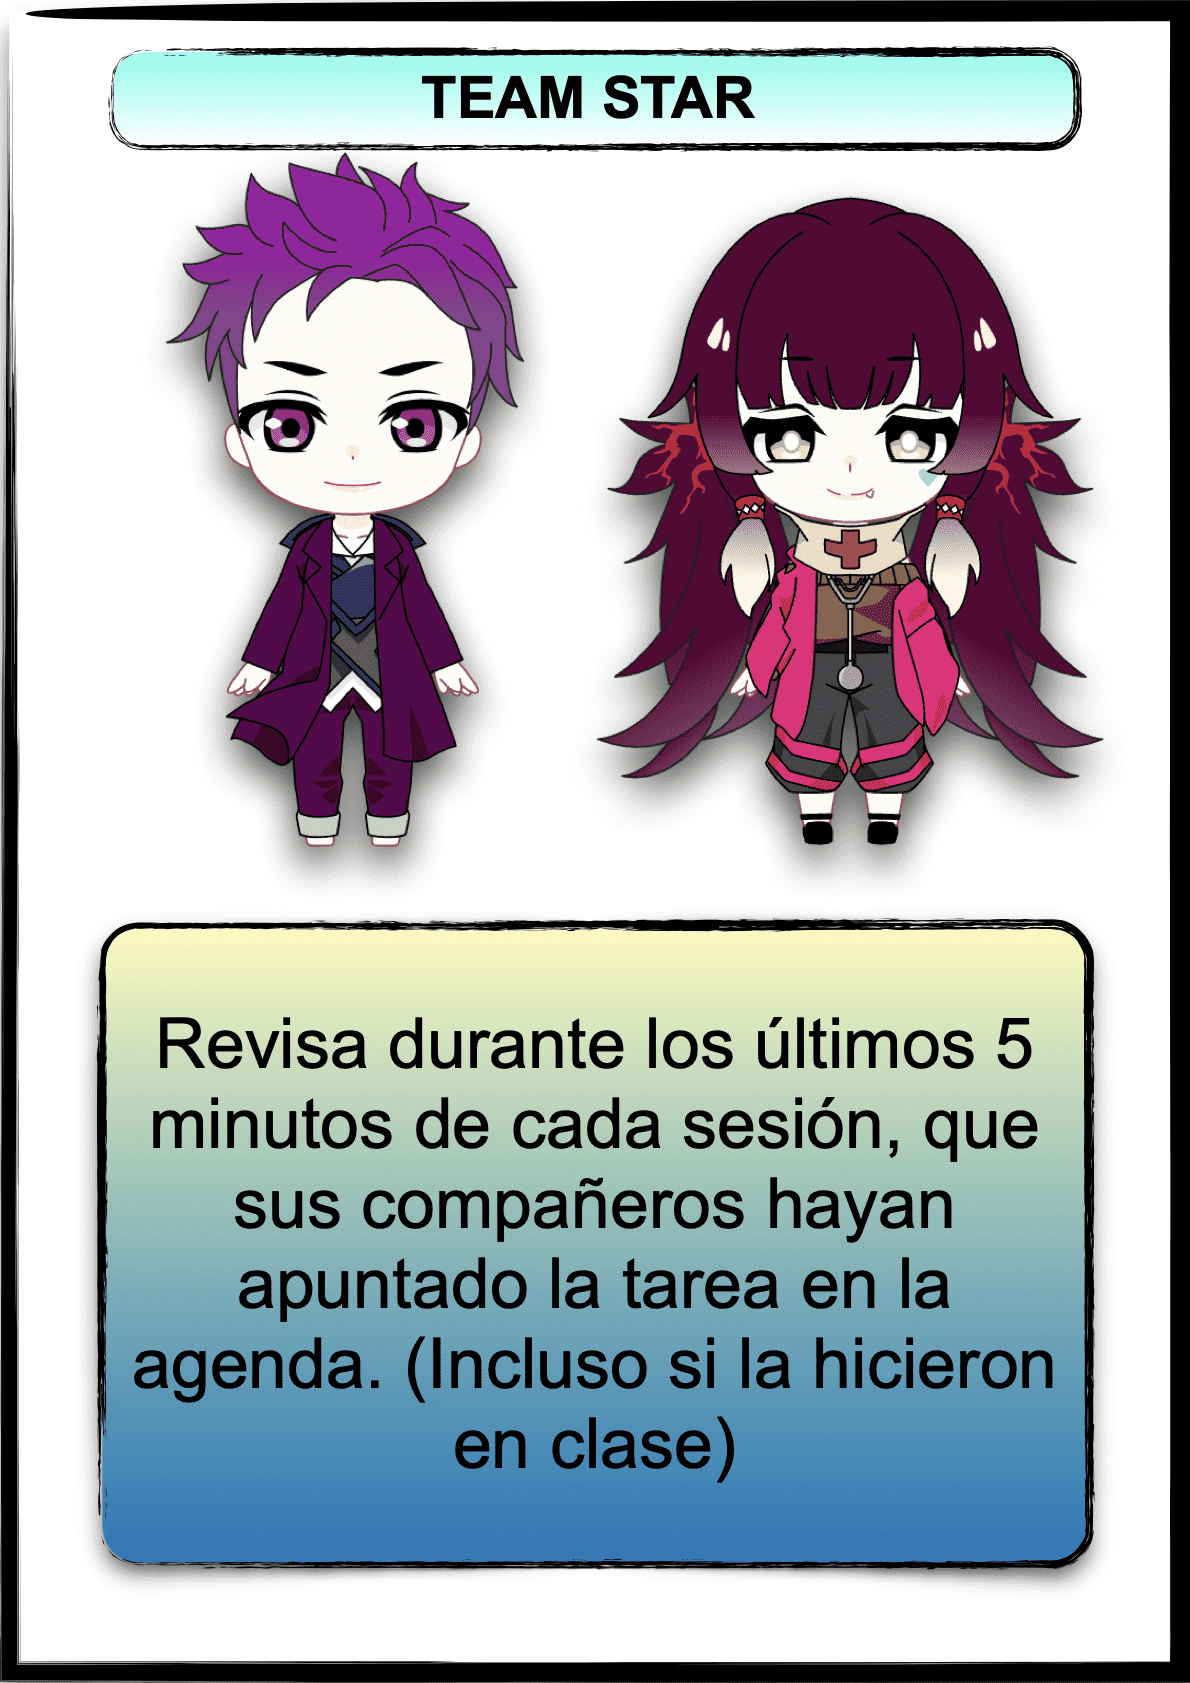 TEAM STAR
Revisa durante los últimos 5
minutos de cada sesión, que
sus compañeros hayan
apuntado la tarea en la
agenda. (Incluso si la hicieron
en clase)